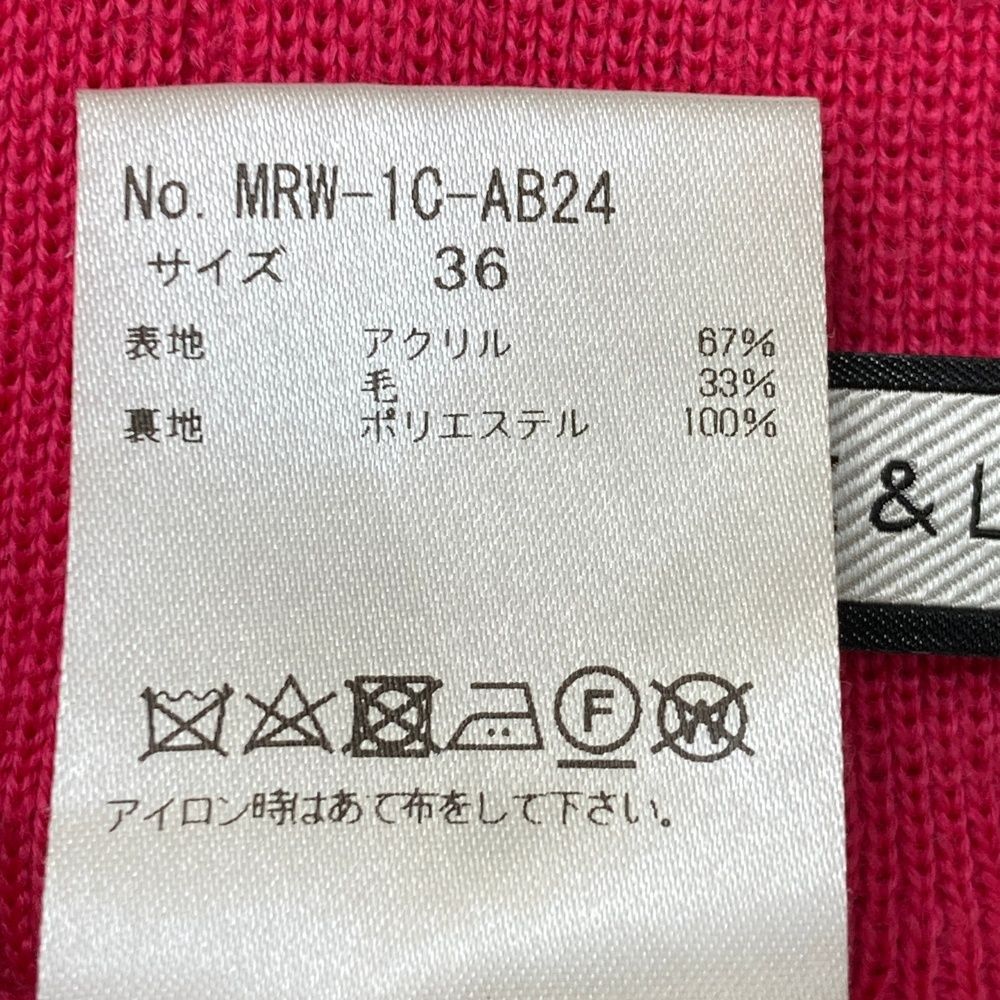 No. MRW-1C-AB24
サイズ 36
表地 アクリル 67%
毛 33%
裏地 ポリエステル 100%
& L
F
W
アイロン時はあて布をして下さい。